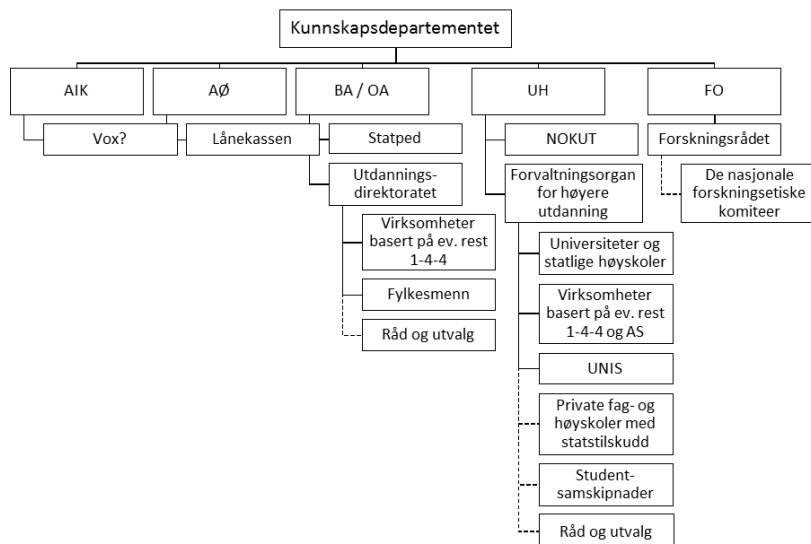 Kunnskapsdepartementet
AIK
AØ
BA / OA
UH
FO
Vox?
Lånekassen
Statped
Utdannings-
direktoratet
Virksomheter
basert på ev. rest
1-4-4
Fylkesmenn
Råd og utvalg
NOKUT
Forvaltningsorgan
for høyere
utdanning
Universiteter og
statlige høyskoler
Virksomheter
basert på ev. rest
1-4-4 og AS
UNIS
Private fag- og
høyskoler med
statstilskudd
Student-
samskipnader
Råd og utvalg
Forskningsrådet
De nasjonale
forskningsetiske
komiteer